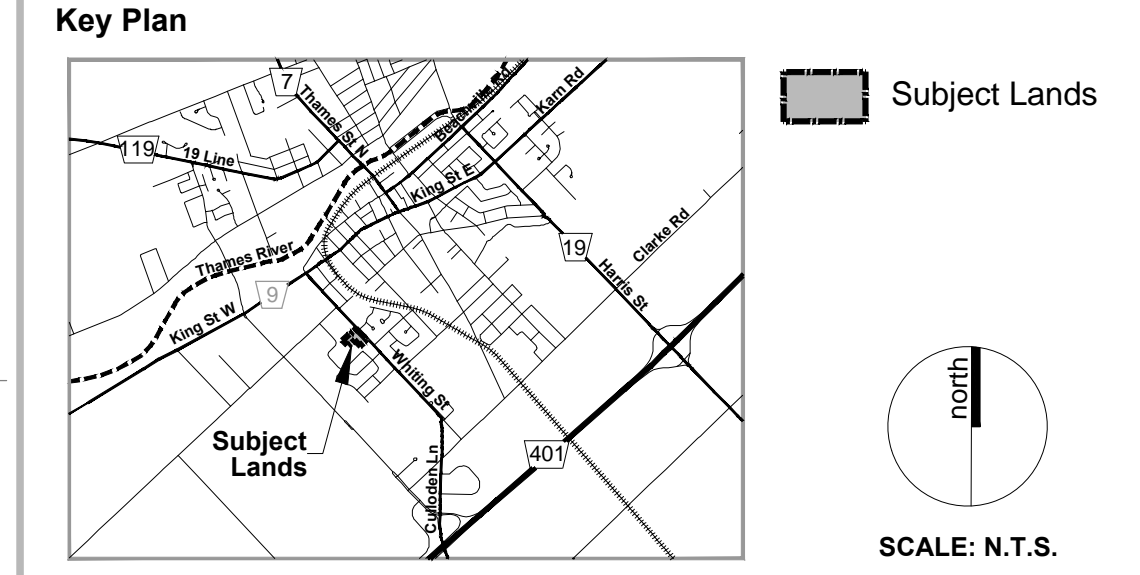 Key Plan
7
Thames St N
Beachville Rd
Karn Rd
119
19 Line
King St E
Thames River
9
King St W
19
Clarke Rd
Harris St
Whiting St
Subject
Lands
401
Culloden Ln
Subject Lands
north
SCALE: N.T.S.